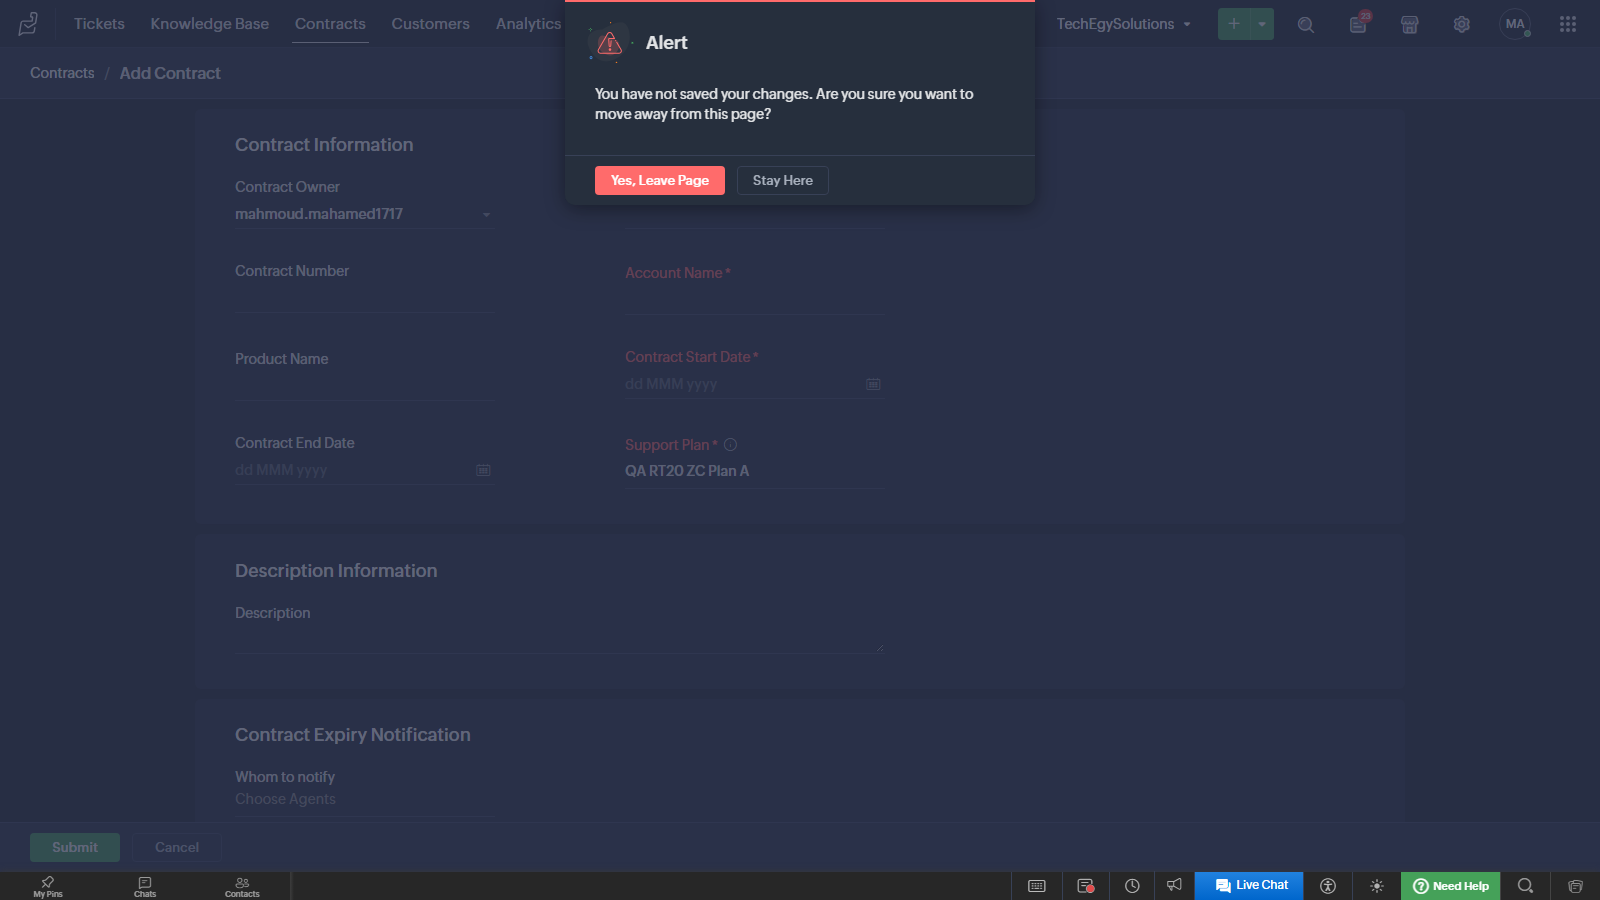 Tickets
Knowledge Base
Contracts
Customers
Analytics
TechEgySolutions
23
MA
Contracts / Add Contract
Alert
You have not saved your changes. Are you sure you want to
move away from this page?
Yes, Leave Page
Stay Here
Contract Information
Contract Owner
mahmoud.mahamed1717
Contract Number
Account Name *
Product Name
Contract Start Date *
dd MMM yyyy
Contract End Date
dd MMM yyyy
Support Plan *
QA RT20 ZC Plan A
Description Information
Description
Contract Expiry Notification
Whom to notify
Choose Agents
Submit
Cancel
My Pins
Chats
Contacts
Live Chat
Need Help